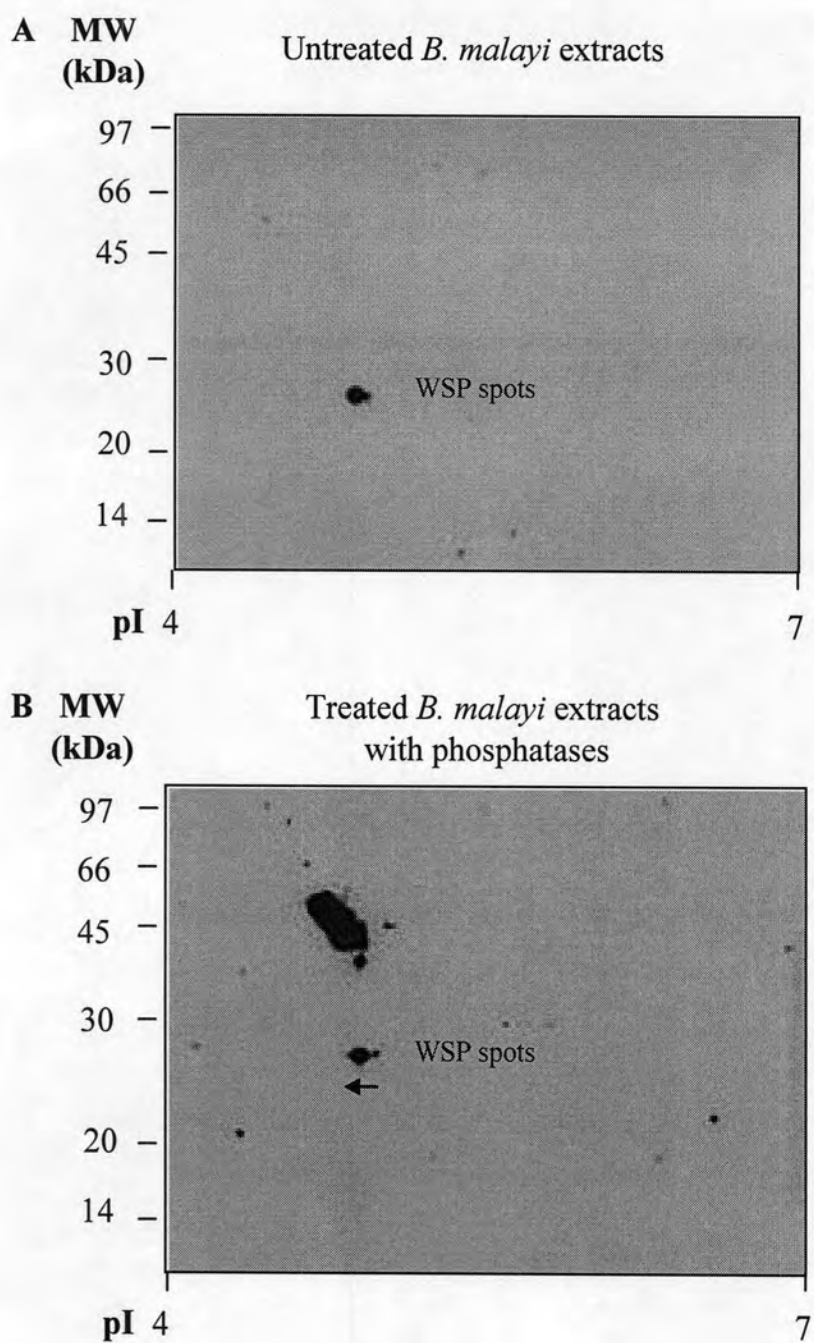 A MW
(kDa)
Untreated B. malayi extracts
97
66
45
30
20
14
WSP spots
pI 4
7
B MW
(kDa)
Treated B. malayi extracts
with phosphatases
97
66
45
30
20
14
WSP spots
pI 4
7